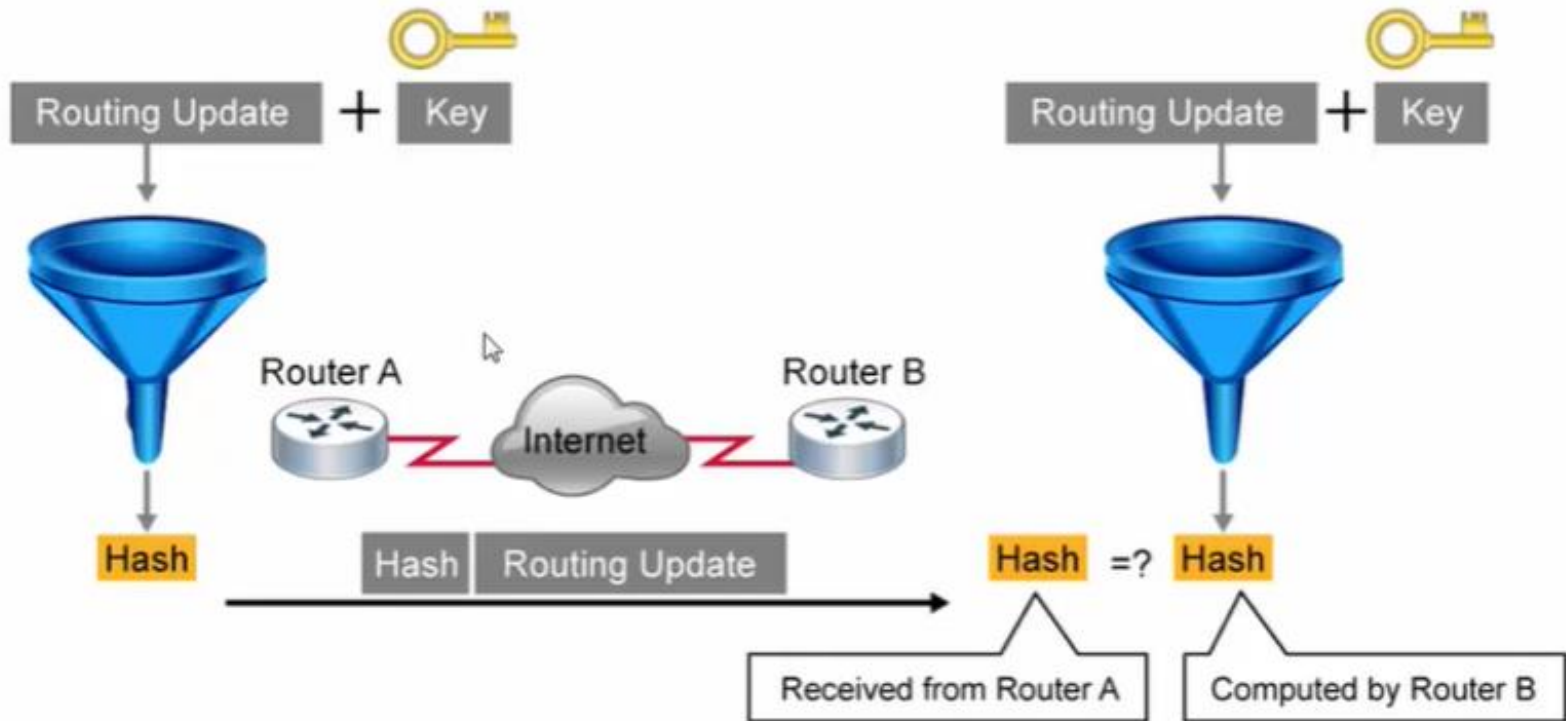 Routing Update + Key
Routing Update + Key
Router A
Router B
Internet
Hash
Hash Routing Update
Hash =? Hash
Received from Router A
Computed by Router B